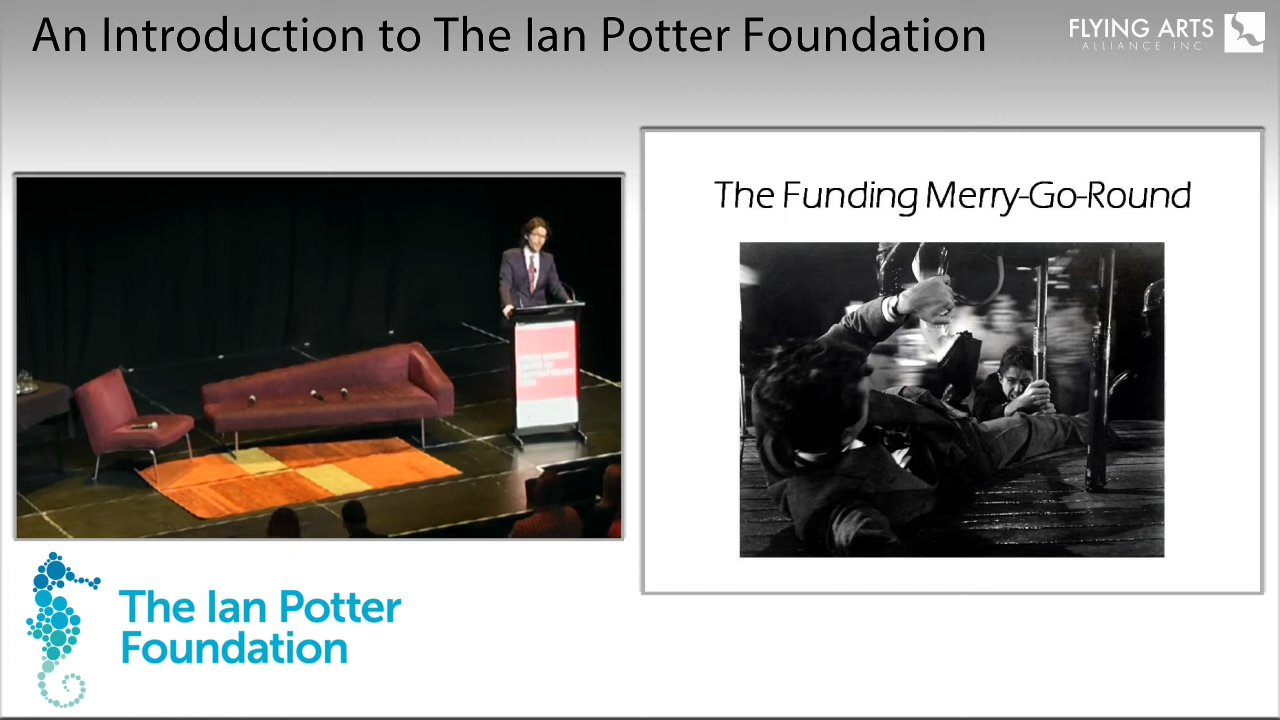 An Introduction to The Ian Potter Foundation
FLYING ARTS
ALLIANCE INC
The Funding Merry-Go-Round
The Ian Potter
Foundation